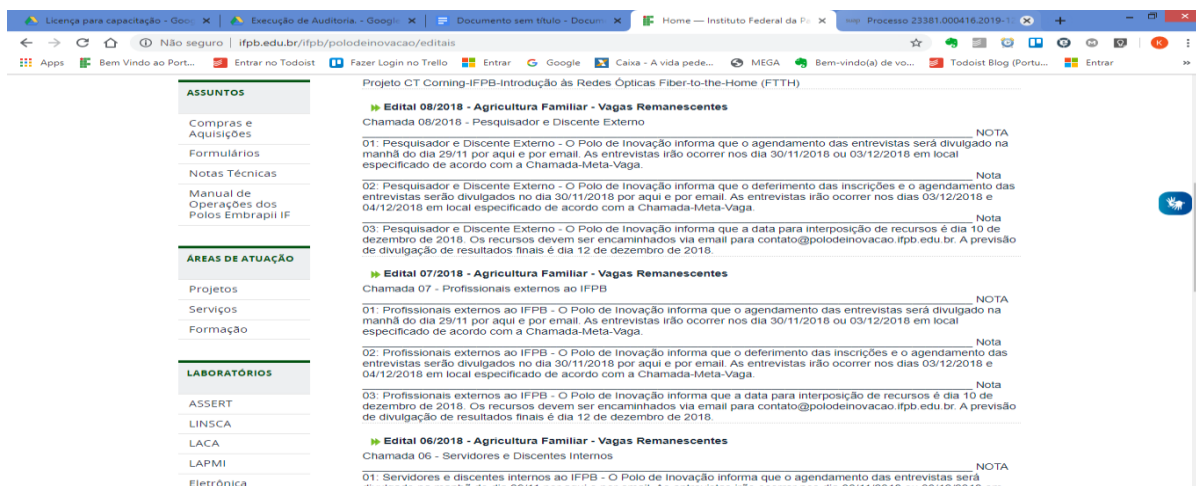 Licença para capacitação - Goo
Execução de Auditoria. - Google
Documento sem título - Docum
Home — Instituto Federal da Pa
Processo 23381.000416.2019-1
Não seguro | ifpb.edu.br/ifpb/polodeinovacao/editais
Apps
Bem Vindo ao Port...
Entrar no Todoist
Fazer Login no Trello
Entrar
Google
Caixa - A vida pede...
MEGA
Bem-vindo(a) de vo...
Todoist Blog (Portu...
Entrar
»
ASSUNTOS
Compras e
Aquisições
Formulários
Notas Técnicas
Manual de
Operações dos
Polos Embrapii IF
ÁREAS DE ATUAÇÃO
Projetos
Serviços
Formação
LABORATÓRIOS
ASSERT
LINSCA
LACA
LAPMI
Eletrônica
Projeto CT Corning-IFPB-Introdução às Redes Ópticas Fiber-to-the-Home (FTTH)
Edital 08/2018 - Agricultura Familiar - Vagas Remanescentes
Chamada 08/2018 - Pesquisador e Discente Externo
NOTA
01: Pesquisador e Discente Externo - O Polo de Inovação informa que o agendamento das entrevistas será divulgado na
manhã do dia 29/11 por aqui e por email. As entrevistas irão ocorrer nos dia 30/11/2018 ou 03/12/2018 em local
especificado de acordo com a Chamada-Meta-Vaga.
Nota
02: Pesquisador e Discente Externo - O Polo de Inovação informa que o deferimento das inscrições e o agendamento das
entrevistas serão divulgados no dia 30/11/2018 por aqui e por email. As entrevistas irão ocorrer nos dias 03/12/2018 e
04/12/2018 em local especificado de acordo com a Chamada-Meta-Vaga.
Nota
03: Pesquisador e Discente Externo - O Polo de Inovação informa que a data para interposição de recursos é dia 10 de
dezembro de 2018. Os recursos devem ser encaminhados via email para contato@polodeinovacao.ifpb.edu.br. A previsão
de divulgação de resultados finais é dia 12 de dezembro de 2018.
Edital 07/2018 - Agricultura Familiar - Vagas Remanescentes
Chamada 07 - Profissionais externos ao IFPB
NOTA
01: Profissionais externos ao IFPB - O Polo de Inovação informa que o agendamento das entrevistas será divulgado na
manhã do dia 29/11 por aqui e por email. As entrevistas irão ocorrer nos dia 30/11/2018 ou 03/12/2018 em local
especificado de acordo com a Chamada-Meta-Vaga.
Nota
02: Profissionais externos ao IFPB - O Polo de Inovação informa que o deferimento das inscrições e o agendamento das
entrevistas serão divulgados no dia 30/11/2018 por aqui e por email. As entrevistas irão ocorrer nos dias 03/12/2018 e
04/12/2018 em local especificado de acordo com a Chamada-Meta-Vaga.
Nota
03: Profissionais externos ao IFPB - O Polo de Inovação informa que a data para interposição de recursos é dia 10 de
dezembro de 2018. Os recursos devem ser encaminhados via email para contato@polodeinovacao.ifpb.edu.br. A previsão
de divulgação de resultados finais é dia 12 de dezembro de 2018.
Edital 06/2018 - Agricultura Familiar - Vagas Remanescentes
Chamada 06 - Servidores e Discentes Internos
NOTA
01: Servidores e discentes internos ao IFPB - O Polo de Inovação informa que o agendamento das entrevistas será